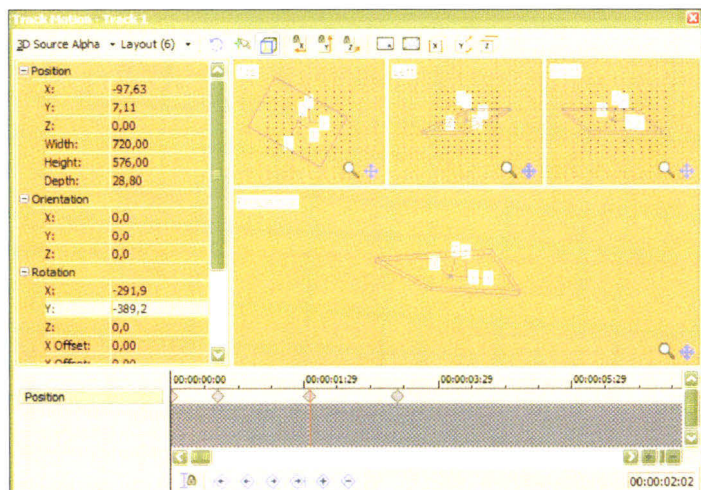 Track Motion - Track 1
3D Source Alpha Layout (6)
Position
X: -97,63
Y: 7,11
Z: 0,00
Width: 720,00
Height: 576,00
Depth: 28,80
Orientation
X: 0,0
Y: 0,0
Z: 0,0
Rotation
X: -291,9
Y: -389,2
Z: 0,0
X Offset: 0,00
Left
00:00:00:00 00:00:01:29 00:00:03:29 00:00:05:29
Position
00:00:02:02